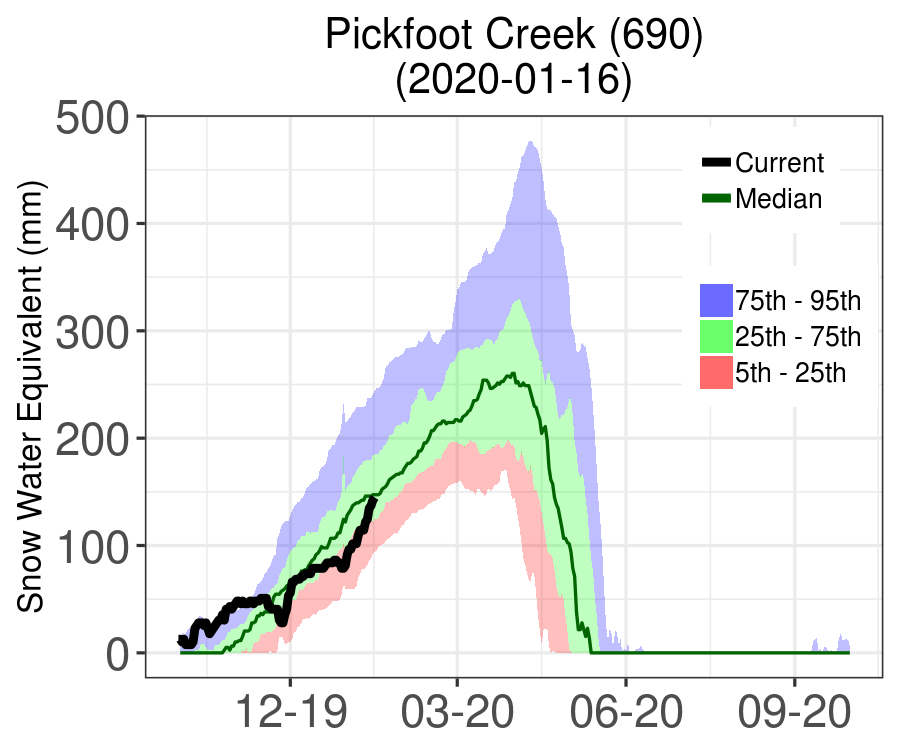 Pickfoot Creek (690)
(2020-01-16)
Snow Water Equivalent (mm)
500
400
300
200
100
0
12-19
03-20
06-20
09-20
Current
Median
75th - 95th
25th - 75th
5th - 25th